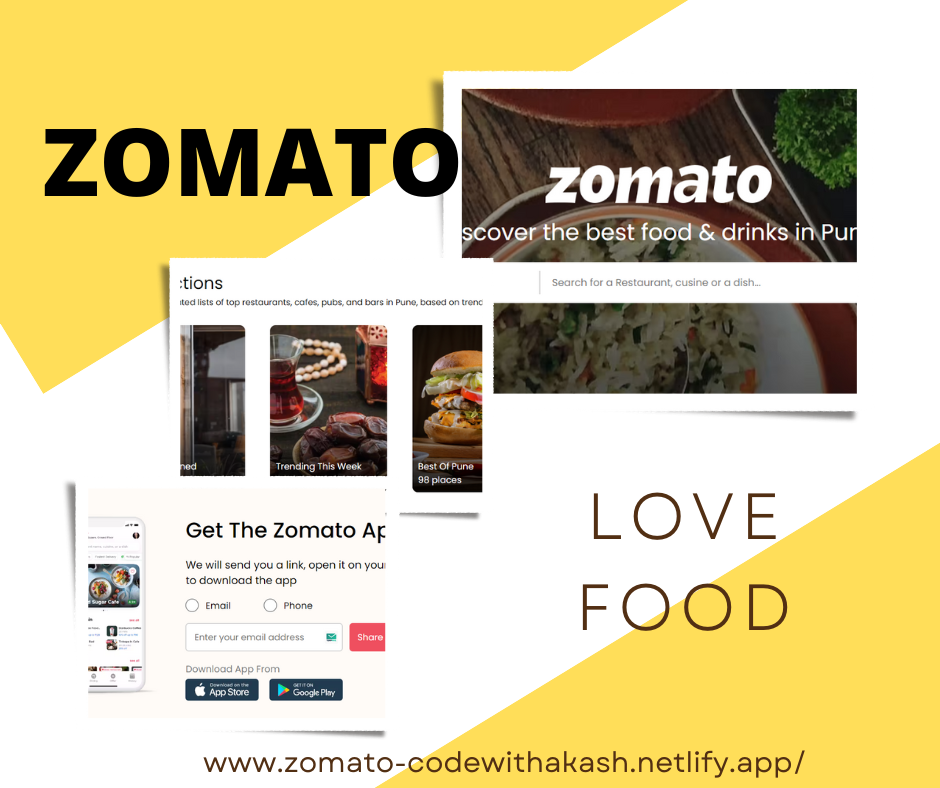 ZOMATO
zomato
scover the best food & drinks in Pur
Search for a Restaurant, cusine or a dish...
ctions
ated lists of top restaurants, cafes, pubs, and bars in Pune, based on trend
ned
Trending This Week
Best Of Pune
98 places
Get The Zomato Ap
We will send you a link, open it on your
to download the app
Email
Phone
Enter your email address
Share
Download App From
Download on the
App Store
GET IT ON
Google Play
d Sugar Cafe
LOVE
FOOD
www.zomato-codewithakash.netlify.app/